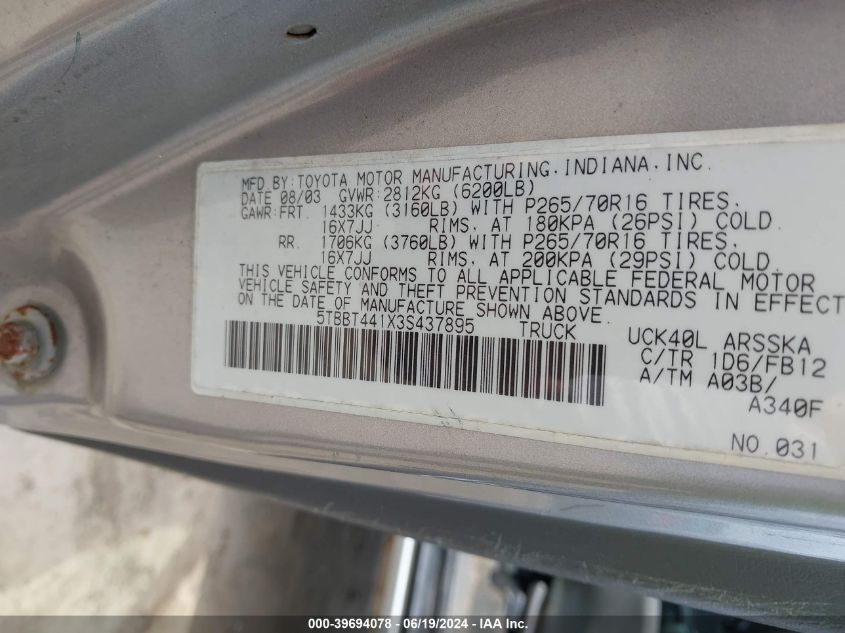 MFD BY: TOYOTA MOTOR MANUFACTURING. INDIANA. INC.
DATE 08/03 GVWR: 2812KG (6200LB)
GAWR: FRT. 1433KG (3160LB) WITH P265/70R16 TIRES.
16X7JJ RIMS. AT 180KPA (26PSI) COLD.
RR. 1706KG (3760LB) WITH P265/70R16 TIRES.
16X7JJ RIMS. AT 200KPA (29PSI) COLD.
THIS VEHICLE CONFORMS TO ALL APPLICABLE FEDERAL MOTOR
VEHICLE SAFETY AND THEFT PREVENTION STANDARDS IN EFFECT
ON THE DATE OF MANUFACTURE SHOWN ABOVE.
5TBBT441X3S437895 TRUCK
UCK40L ARSSKA
C/TR 1D6/FB12
A/TM A03B/
A340F
NO.031
000-39694078 - 06/19/2024 - IAA Inc.